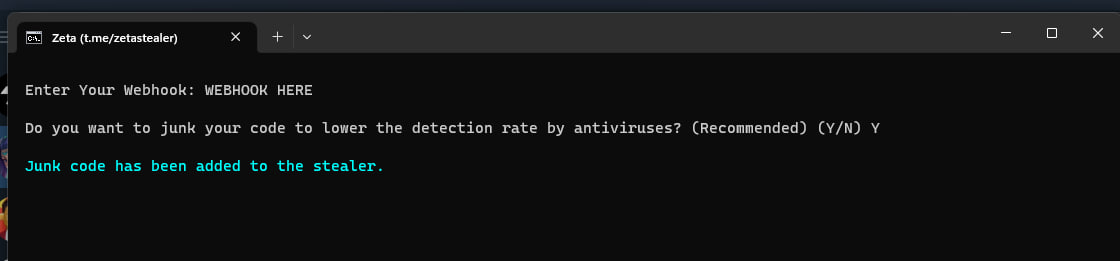 Zeta (t.me/zetastealer)
Enter Your Webhook: WEBHOOK HERE
Do you want to junk your code to lower the detection rate by antiviruses? (Recommended) (Y/N) Y
Junk code has been added to the stealer.